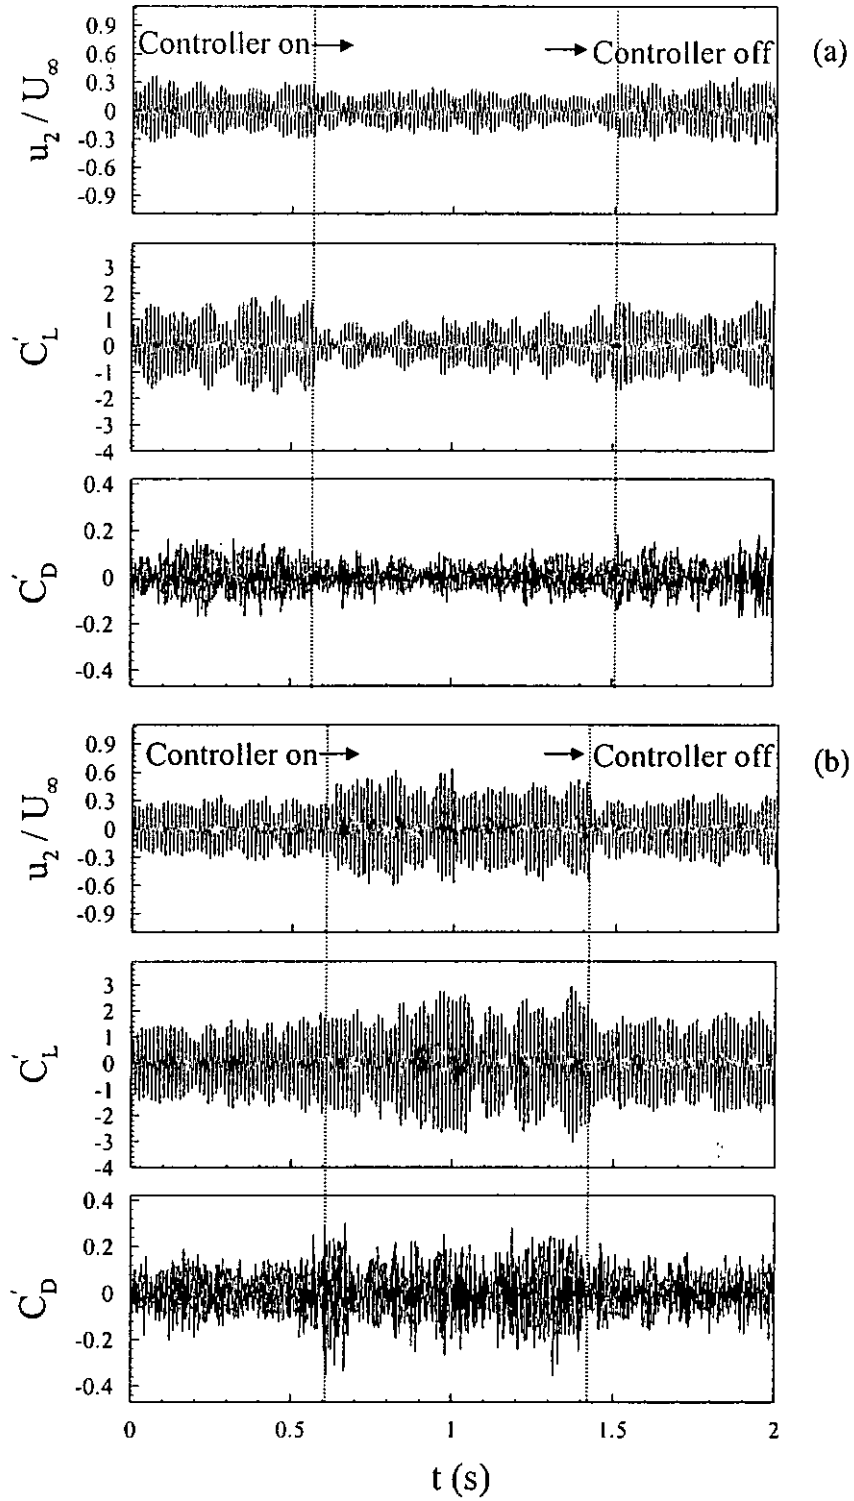 0.9
Controller on
Controller off
(a)
0.6
0.3
0
-0.3
-0.6
-0.9
u₂ / U∞
3
2
1
0
-1
-2
-3
-4
C'L
0.4
0.2
0
-0.2
-0.4
C'D
0.9
Controller on
Controller off
(b)
0.6
0.3
0
-0.3
-0.6
-0.9
u₂ / U∞
3
2
1
0
-1
-2
-3
-4
C'L
0.4
0.2
0
-0.2
-0.4
C'D
0 0.5 1 1.5 2
t (s)